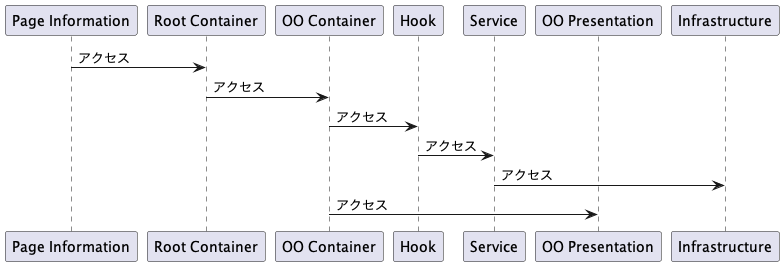 Page Information Root Container OO Container Hook Service OO Presentation Infrastructure
アクセス
アクセス
アクセス
アクセス
アクセス
アクセス
Page Information Root Container OO Container Hook Service OO Presentation Infrastructure